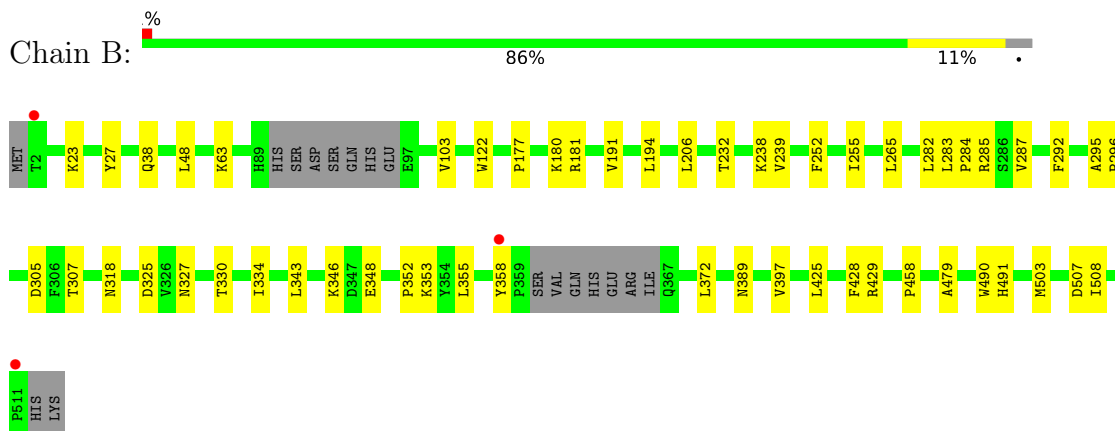 .%
Chain B:
86%
11%
•
MET T2 K23 Y27 Q38 L48 K63 H89 HIS SER ASP SER GLN HIS GLU E97 V103 W122 P177 K180 R181 V191 L194 L206 T232 K238 V239 F252 I255 L265 L282 L283 P284 R285 S286 V287 F292 A295
D305 F306 T307 N318 D325 V326 N327 T330 I334 L343 K346 D347 E348 P352 K353 Y354 L355 Y358 P359 SER VAL GLN HIS GLU ARG ILE Q367 L372 N389 V397 L425 F428 R429 P458 A479 W490 H491 M503 D507 I508
P511 HIS LYS